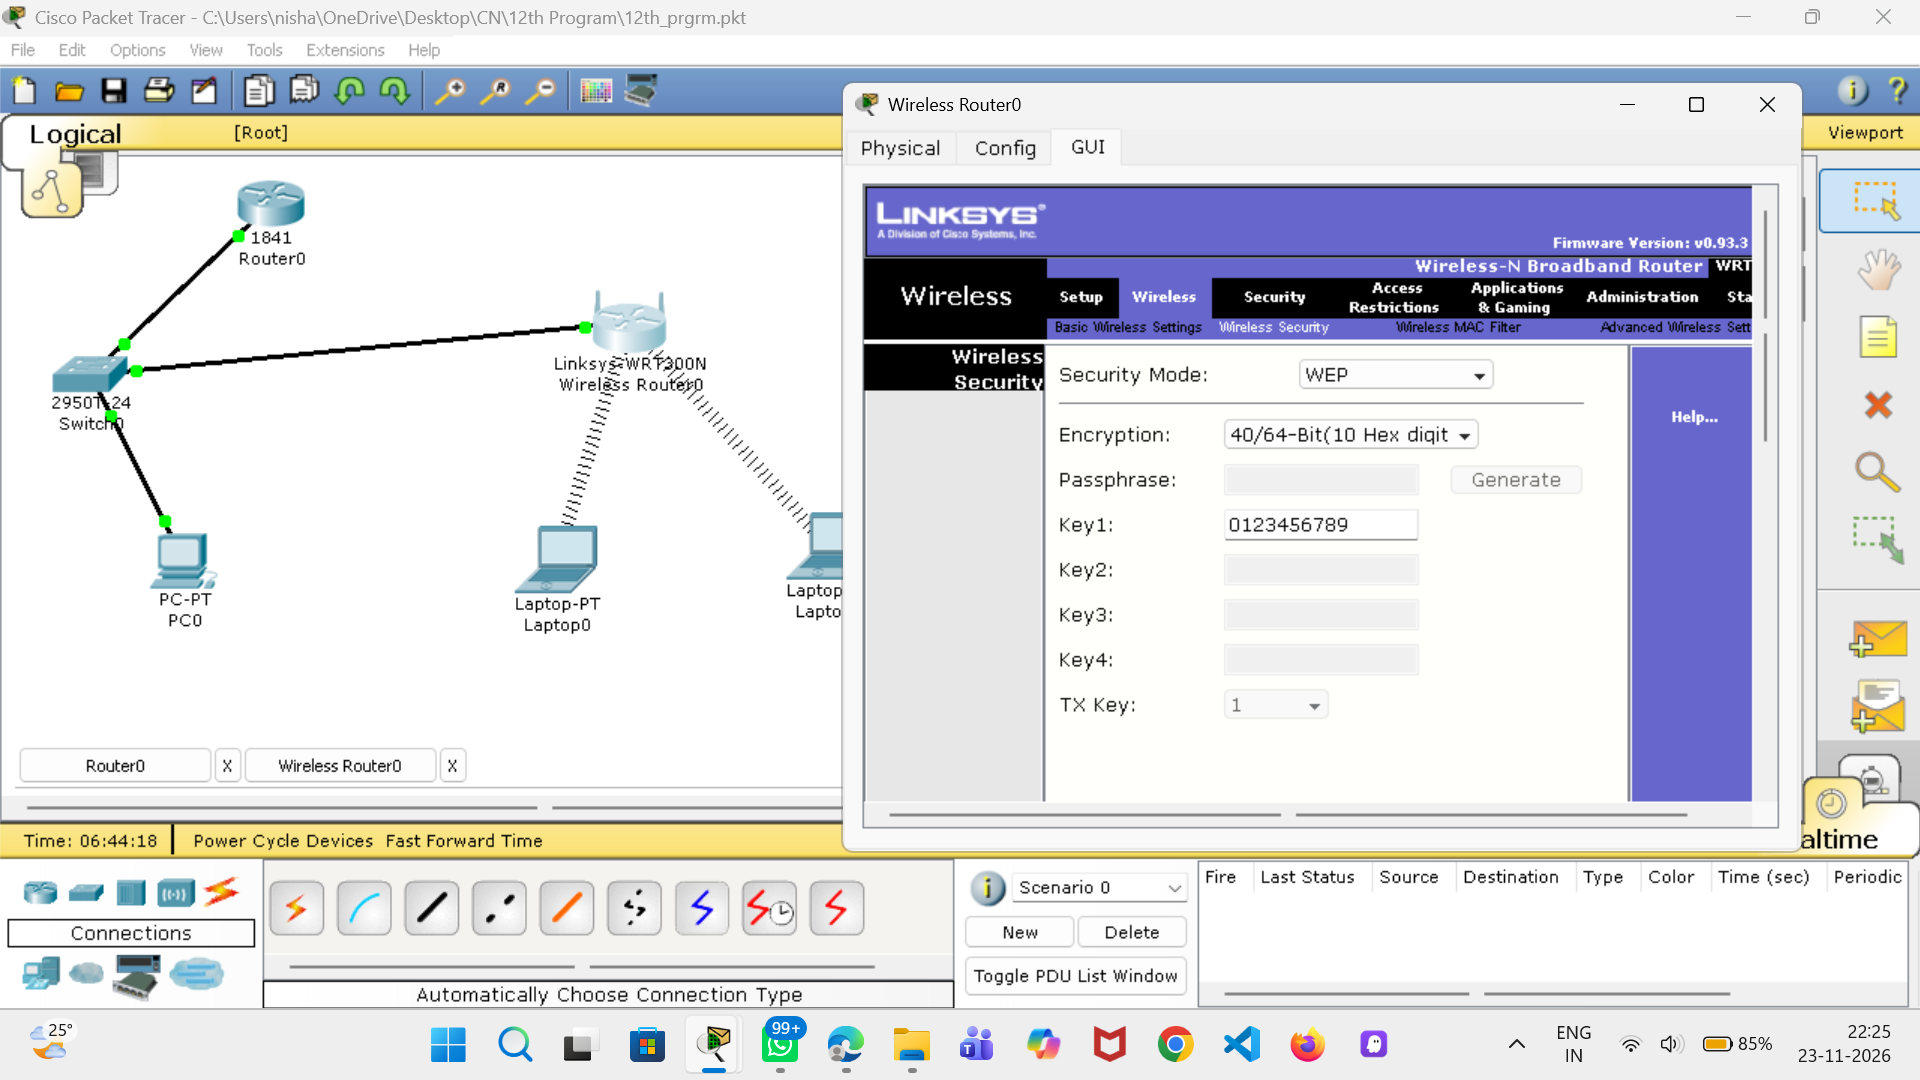 Cisco Packet Tracer - C:\Users\nisha\OneDrive\Desktop\CN\12th Program\12th_prgrm.pkt
File Edit Options View Tools Extensions Help
Logical [Root] Viewport
1841
Router0
Linksys-WRT300N
Wireless Router0
2950T-24
Switch0
PC-PT
PC0
Laptop-PT
Laptop0
Laptop
Lapto
Router0 X Wireless Router0 X
Wireless Router0
Physical Config GUI
LINKSYS®
A Division of Cisco Systems, Inc.
Firmware Version: v0.93.3
Wireless-N Broadband Router WRT
Wireless
Setup Wireless Security Access Restrictions Applications & Gaming Administration Sta
Basic Wireless Settings Wireless Security Wireless MAC Filter Advanced Wireless Sett
Wireless Security
Security Mode: WEP
Help...
Encryption: 40/64-Bit(10 Hex digit
Passphrase: Generate
Key1: 0123456789
Key2:
Key3:
Key4:
TX Key: 1
Time: 06:44:18 Power Cycle Devices Fast Forward Time
altime
Connections
Automatically Choose Connection Type
Scenario 0
New Delete
Toggle PDU List Window
Fire Last Status Source Destination Type Color Time (sec) Periodic
25°
99+
ENG
IN
85%
22:25
23-11-2026